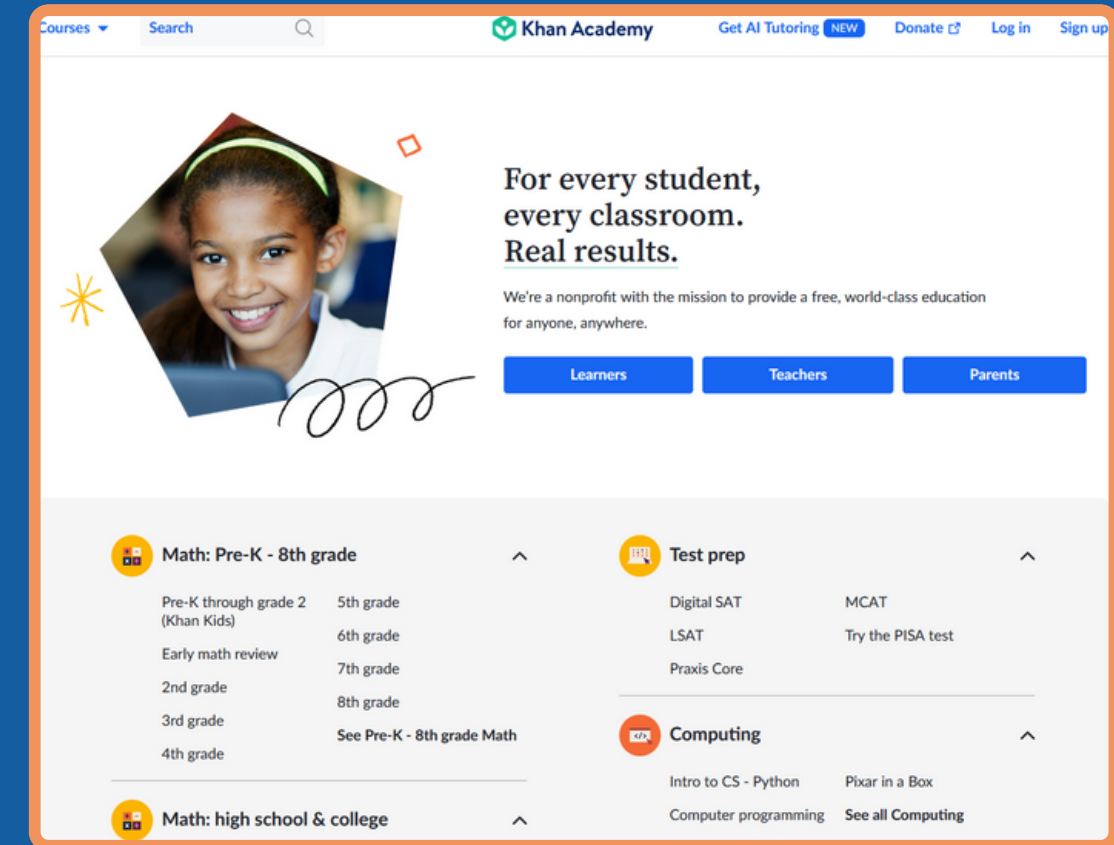 Courses
Search
Khan Academy
Get AI Tutoring NEW
Donate
Log in
Sign up
For every student,
every classroom.
Real results.
We're a nonprofit with the mission to provide a free, world-class education
for anyone, anywhere.
Learners
Teachers
Parents
Math: Pre-K - 8th grade
Pre-K through grade 2
(Khan Kids)
Early math review
2nd grade
3rd grade
4th grade
5th grade
6th grade
7th grade
8th grade
See Pre-K - 8th grade Math
Math: high school & college
Test prep
Digital SAT
LSAT
Praxis Core
MCAT
Try the PISA test
Computing
Intro to CS - Python
Computer programming
Pixar in a Box
See all Computing